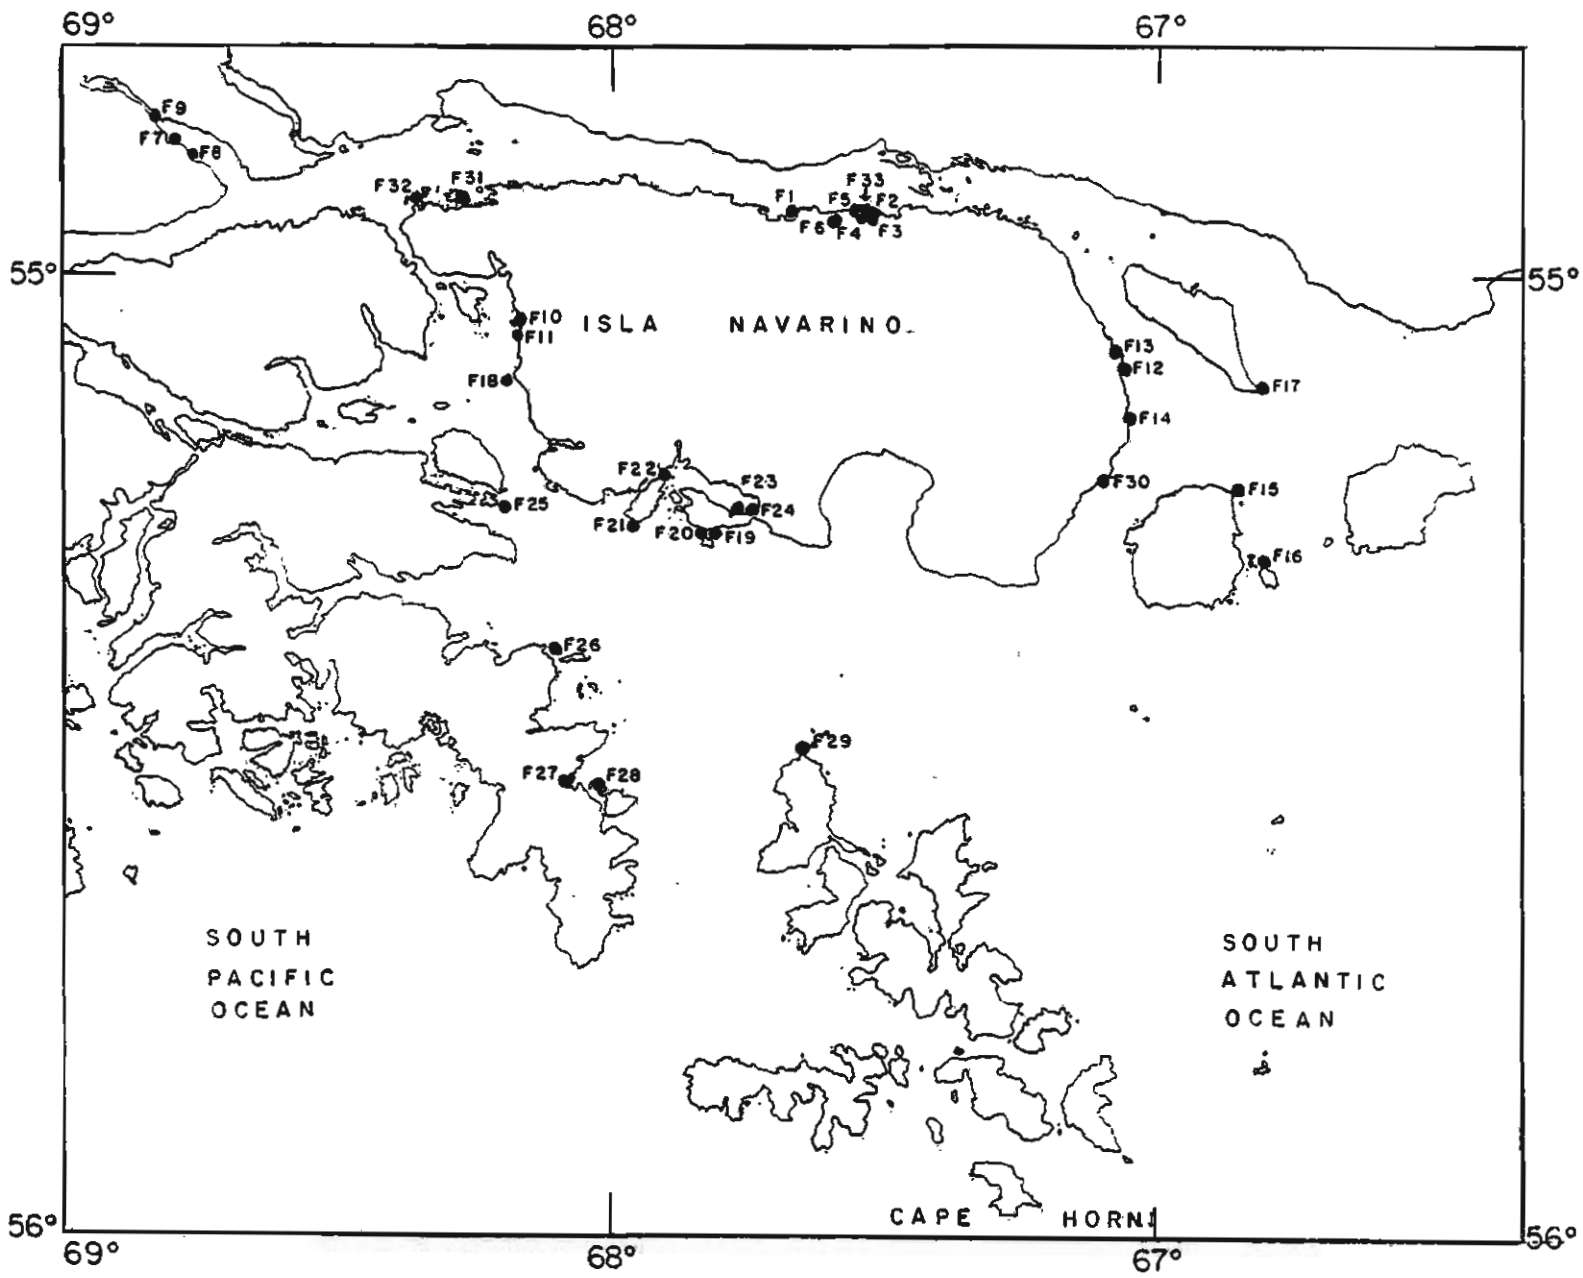 69° 68° 67°
F9
F7
F8
F32 F31
F33
F1 F5 F2
F6 F4 F3
55° 55°
F10 ISLA NAVARINO
F11
F13
F12
F18 F17
F14
F22 F23 F30 F15
F25 F24
F21 F20 F19
F16
F26
F29
F27 F28
SOUTH
PACIFIC
OCEAN
SOUTH
ATLANTIC
OCEAN
CAPE HORN
56° 56°
69° 68° 67°